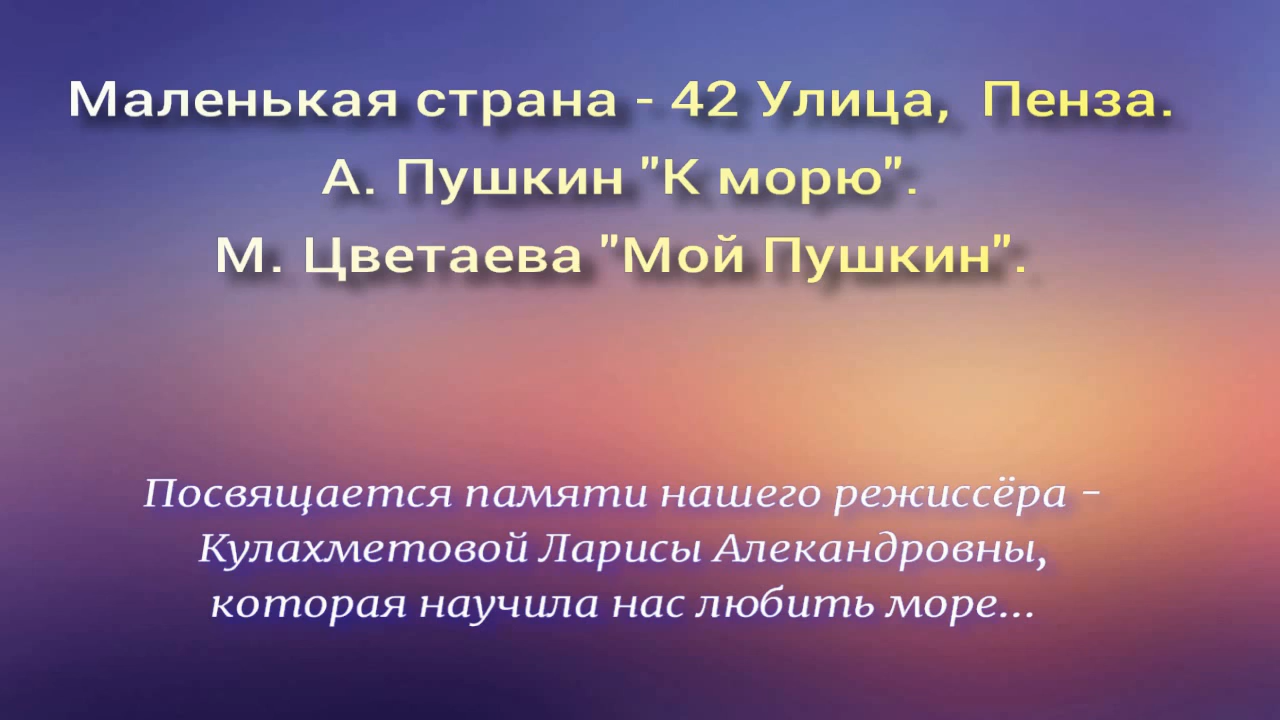 Маленькая страна - 42 Улица, Пенза.
А. Пушкин "К морю".
М. Цветаева "Мой Пушкин".
Посвящается памяти нашего режиссёра –
Кулахметовой Ларисы Алекандровны,
которая научила нас любить море...